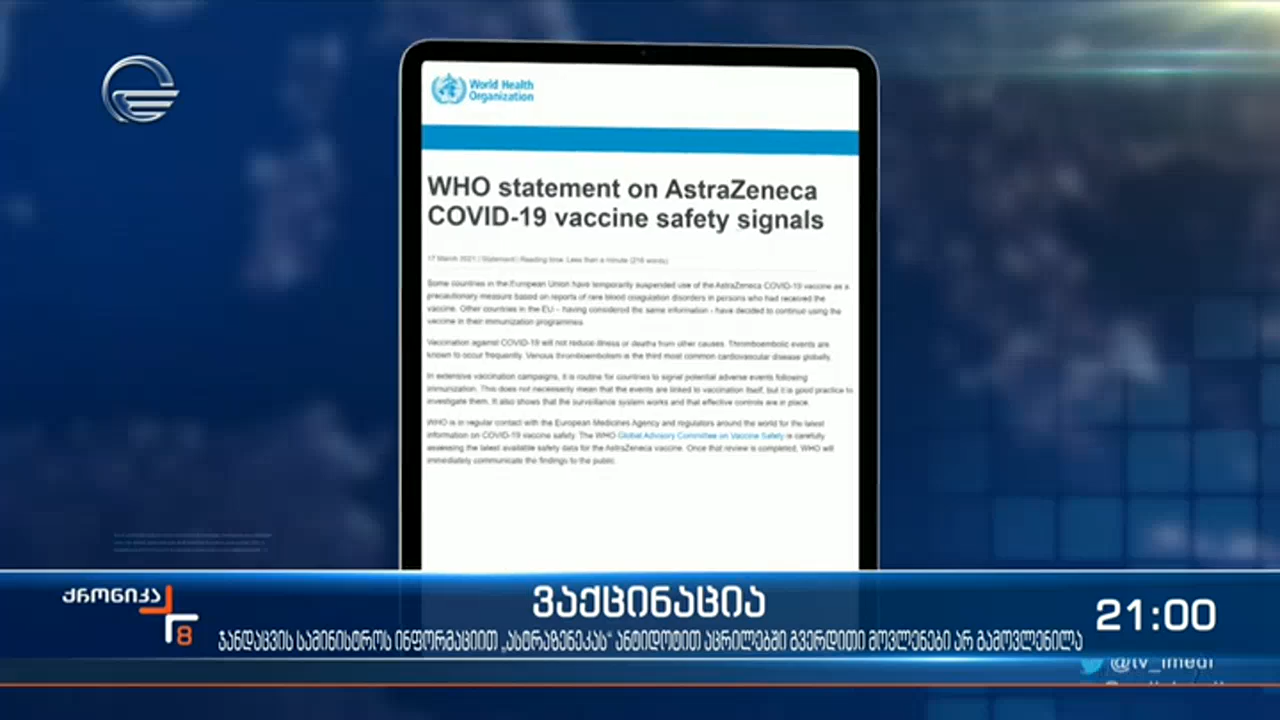 World Health
Organization
WHO statement on AstraZeneca
COVID-19 vaccine safety signals
17 March 2021 | Statement | Reading time: Less than a minute (216 words)
Some countries in the European Union have temporarily suspended use of the AstraZeneca COVID-19 vaccine as a
precautionary measure based on reports of rare blood coagulation disorders in persons who had received the
vaccine. Other countries in the EU – having considered the same information - have decided to continue using the
vaccine in their immunization programmes.
Vaccination against COVID-19 will not reduce illness or deaths from other causes. Thromboembolic events are
known to occur frequently. Venous thromboembolism is the third most common cardiovascular disease globally.
In extensive vaccination campaigns, it is routine for countries to signal potential adverse events following
immunization. This does not necessarily mean that the events are linked to vaccination itself, but it is good practice to
investigate them. It also shows that the surveillance system works and that effective controls are in place.
WHO is in regular contact with the European Medicines Agency and regulators around the world for the latest
information on COVID-19 vaccine safety. The WHO Global Advisory Committee on Vaccine Safety is carefully
assessing the latest available safety data for the AstraZeneca vaccine. Once that review is completed, WHO will
immediately communicate the findings to the public.
ქრონიკა
8
ვაქცინაცია
21:00
ჯანდაცვის სამინისტროს ინფორმაციით „ასტრაზენეკას“ ანტიდოტით აცრილებში გვერდითი მოვლენები არ გამოვლენილა
@tv_imedi